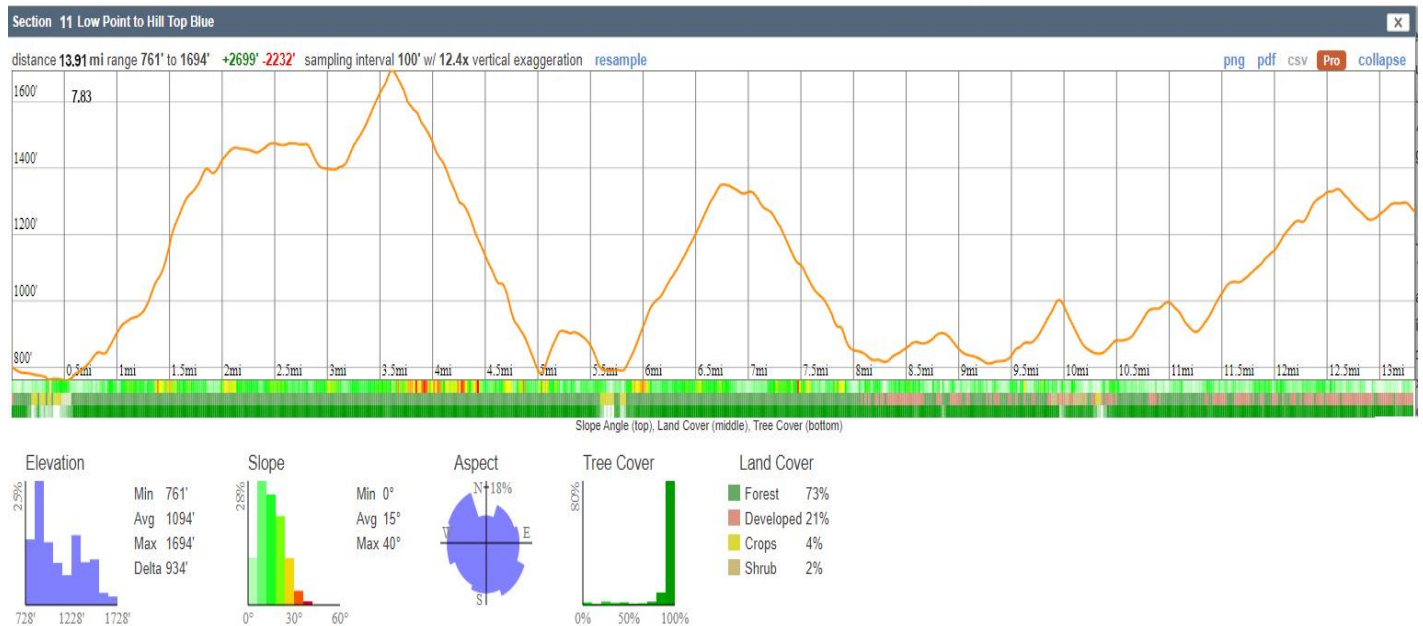 Section 11 Low Point to Hill Top Blue X
distance 13.91 mi range 761' to 1694' +2699' -2232' sampling interval 100' w/ 12.4x vertical exaggeration resample png pdf csv Pro collapse
1600'
7.83
1400'
1200'
1000'
800'
0.5mi 1mi 1.5mi 2mi 2.5mi 3mi 3.5mi 4mi 4.5mi 5mi 5.5mi 6mi 6.5mi 7mi 7.5mi 8mi 8.5mi 9mi 9.5mi 10mi 10.5mi 11mi 11.5mi 12mi 12.5mi 13mi
Slope Angle (top), Land Cover (middle), Tree Cover (bottom)
Elevation
25%
Min 761'
Avg 1094'
Max 1694'
Delta 934'
728' 1228' 1728'
Slope
28%
Min 0°
Avg 15°
Max 40°
0° 30° 60°
Aspect
N 18%
E
S
Tree Cover
80%
0% 50% 100%
Land Cover
Forest 73%
Developed 21%
Crops 4%
Shrub 2%